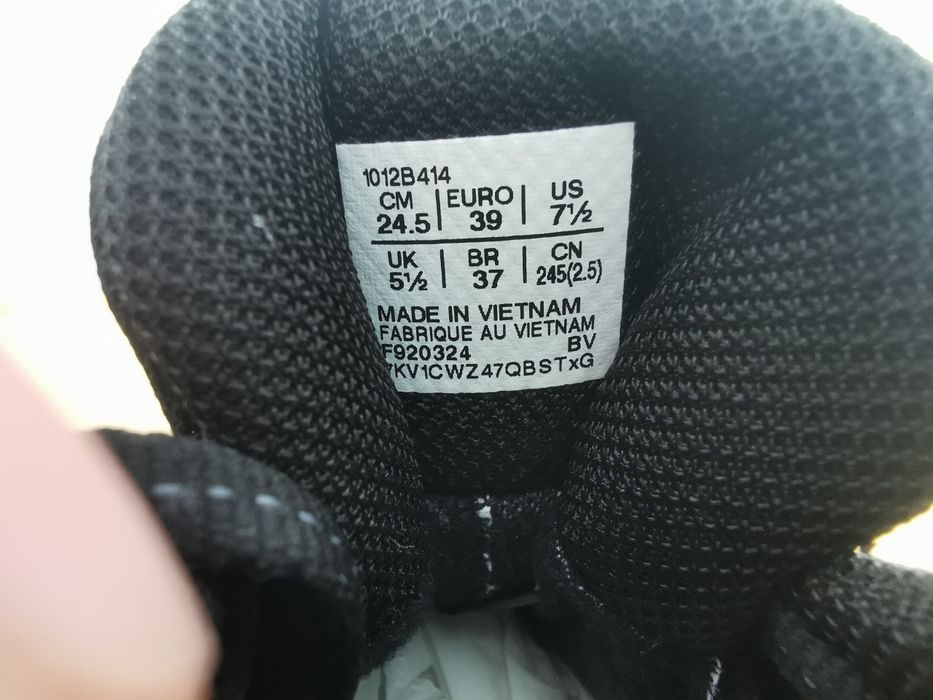 1012B414
CM | EURO | US
24.5 | 39 | 7½
UK | BR | CN
5½ | 37 | 245(2.5)
MADE IN VIETNAM
FABRIQUE AU VIETNAM
F920324 BV
7KV1CWZ47QBSTxG